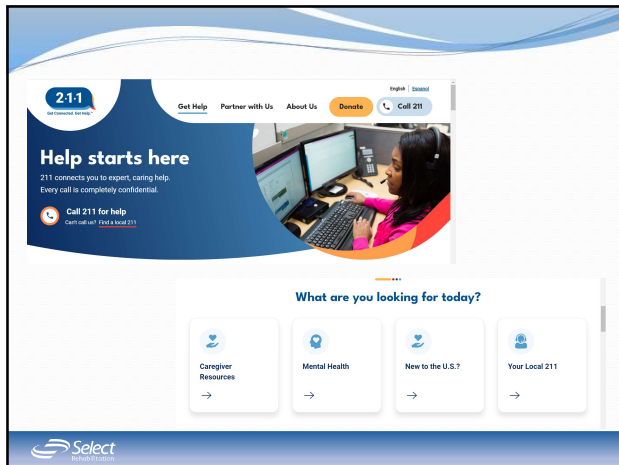 English | Espanol
2·1·1
Get Connected. Get Help.™
Get Help Partner with Us About Us Donate Call 211
Help starts here
211 connects you to expert, caring help.
Every call is completely confidential.
Call 211 for help
Can't call us? Find a local 211
What are you looking for today?
Caregiver
Resources
Mental Health
New to the U.S.?
Your Local 211
Select
Rehabilitation